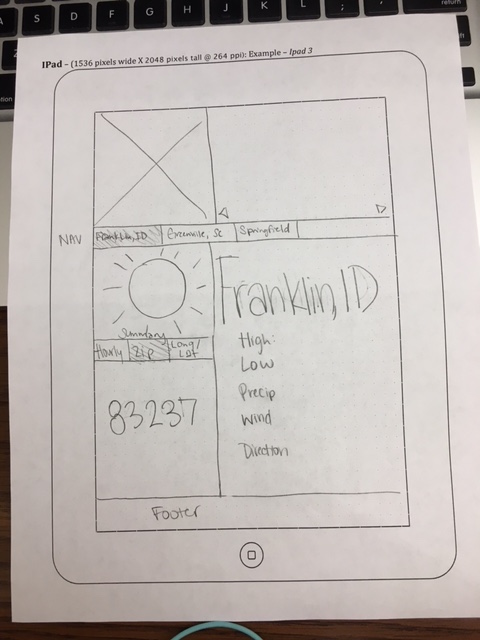 S D F G H J K L ;
return
IPad – (1536 pixels wide X 2048 pixels tall @ 264 ppi): Example – Ipad 3
NAV Franklin, ID Greenville, SC Springfield
Franklin, ID
Summary
Hourly Zip Long/Lat
83237
High:
Low
Precip
Wind
Direction
Footer